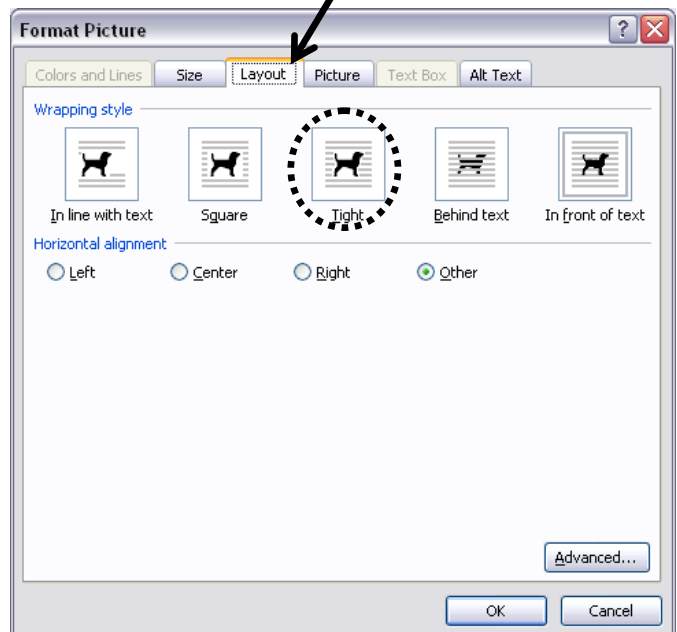 Format Picture
Colors and Lines Size Layout Picture Text Box Alt Text
Wrapping style
In line with text Square Tight Behind text In front of text
Horizontal alignment
Left Center Right Other
Advanced...
OK Cancel